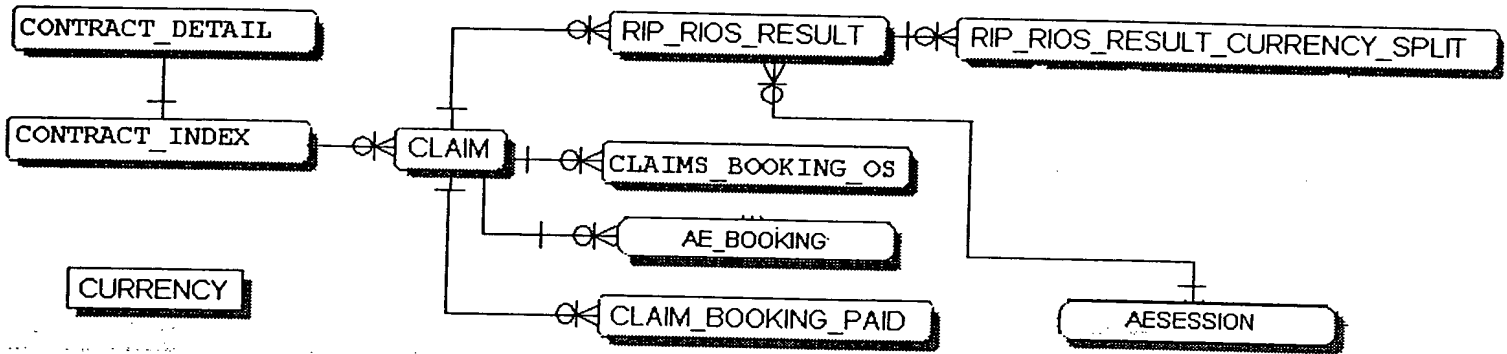 CONTRACT_DETAIL
RIP_RIOS_RESULT
RIP_RIOS_RESULT_CURRENCY_SPLIT
CONTRACT_INDEX
CLAIM
CLAIMS_BOOKING_OS
AE_BOOKING
CURRENCY
CLAIM_BOOKING_PAID
AESESSION